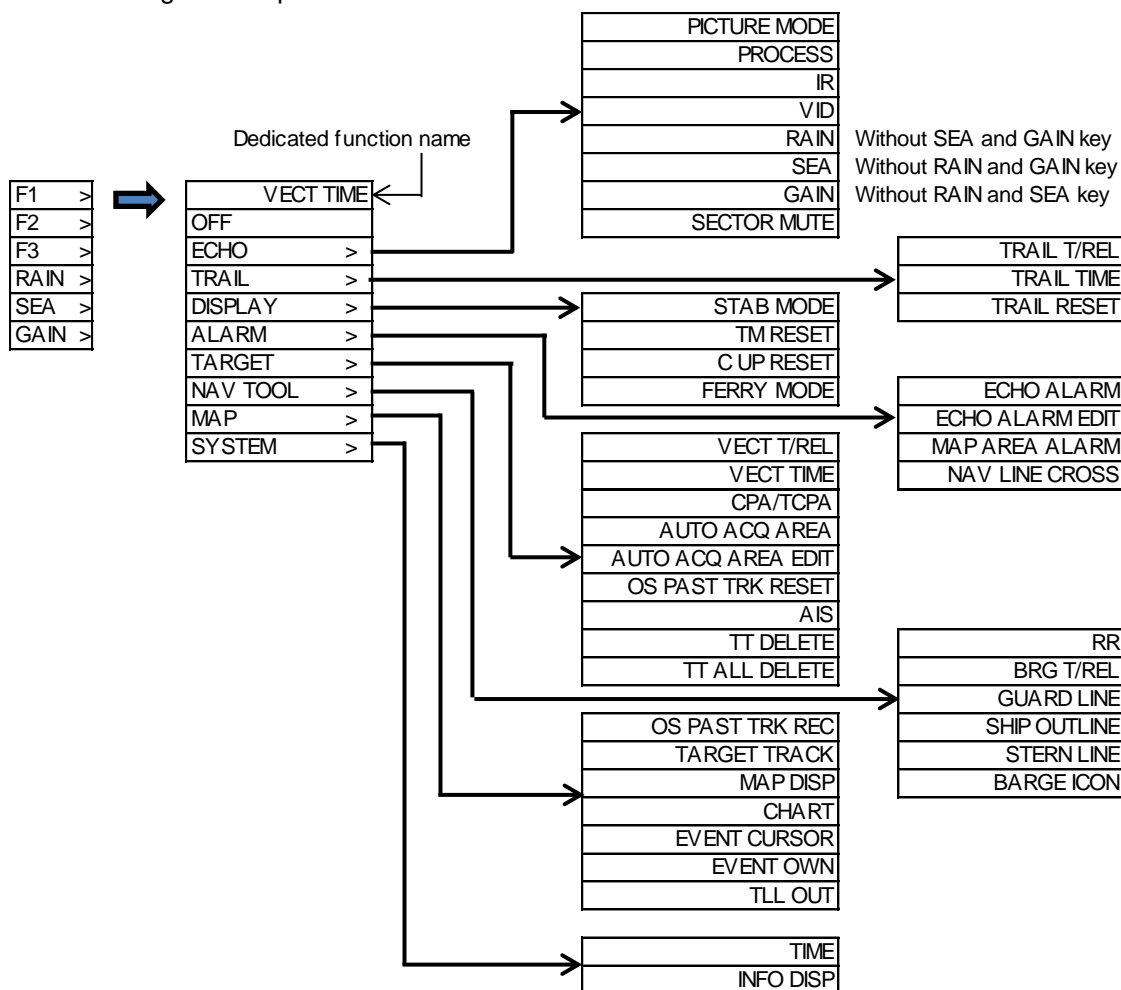 PICTURE MODE
PROCESS
IR
VID
RAIN Without SEA and GAIN key
SEA Without RAIN and GAIN key
GAIN Without RAIN and SEA key
SECTOR MUTE
Dedicated function name
F1 >
F2 >
F3 >
RAIN >
SEA >
GAIN >
VECT TIME
OFF
ECHO >
TRAIL >
DISPLAY >
ALARM >
TARGET >
NAV TOOL >
MAP >
SYSTEM >
TRAIL T/REL
TRAIL TIME
TRAIL RESET
STAB MODE
TM RESET
C UP RESET
FERRY MODE
ECHO ALARM
ECHO ALARM EDIT
MAP AREA ALARM
NAV LINE CROSS
VECT T/REL
VECT TIME
CPA/TCPA
AUTO ACQ AREA
AUTO ACQ AREA EDIT
OS PAST TRK RESET
AIS
TT DELETE
TT ALL DELETE
RR
BRG T/REL
GUARD LINE
SHIP OUTLINE
STERN LINE
BARGE ICON
OS PAST TRK REC
TARGET TRACK
MAP DISP
CHART
EVENT CURSOR
EVENT OWN
TLL OUT
TIME
INFO DISP